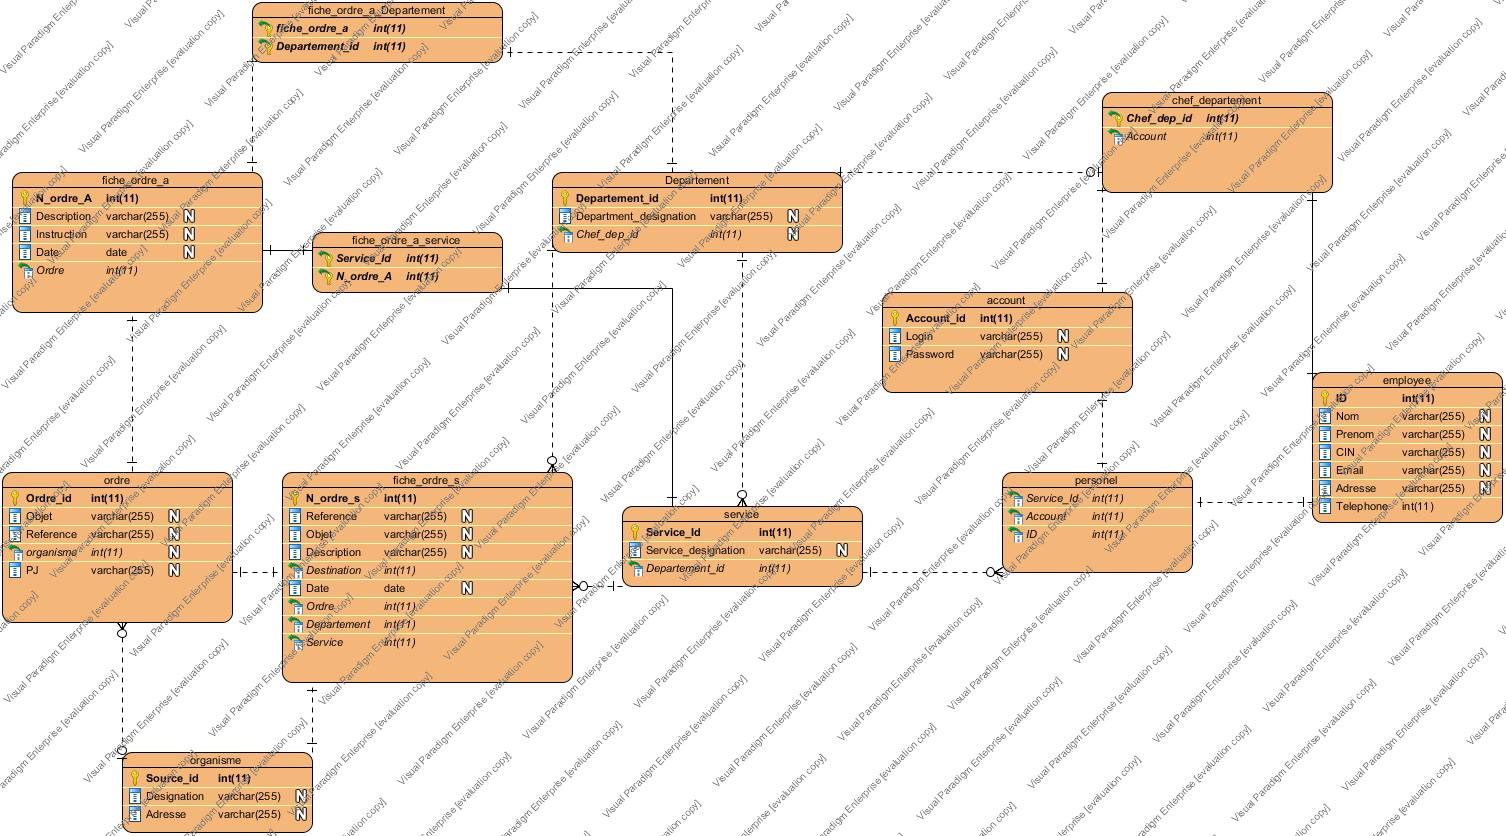 fiche_ordre_a_Departement
fiche_ordre_a int(11)
Departement_id int(11)
chef_departement
Chef_dep_id int(11)
Account int(11)
fiche_ordre_a
N_ordre_A int(11)
Description varchar(255) N
Instruction varchar(255) N
Date date N
Ordre int(11)
Departement
Departement_id int(11)
Department_designation varchar(255) N
Chef_dep_id int(11) N
fiche_ordre_a_service
Service_Id int(11)
N_ordre_A int(11)
account
Account_id int(11)
Login varchar(255) N
Password varchar(255) N
employee
ID int(11)
Nom varchar(255) N
Prenom varchar(255) N
CIN varchar(255) N
Email varchar(255) N
Adresse varchar(255) N
Telephone int(11)
ordre
Ordre_id int(11)
Objet varchar(255) N
Reference varchar(255) N
organisme int(11) N
PJ varchar(255) N
fiche_ordre_s
N_ordre_s int(11)
Reference varchar(255) N
Objet varchar(255) N
Description varchar(255) N
Destination int(11)
Date date N
Ordre int(11)
Departement int(11)
Service int(11)
service
Service_Id int(11)
Service_designation varchar(255) N
Departement_id int(11)
personel
Service_Id int(11)
Account int(11)
ID int(11)
organisme
Source_id int(11)
Designation varchar(255) N
Adresse varchar(255) N
Visual Paradigm Enterprise [evaluation copy]